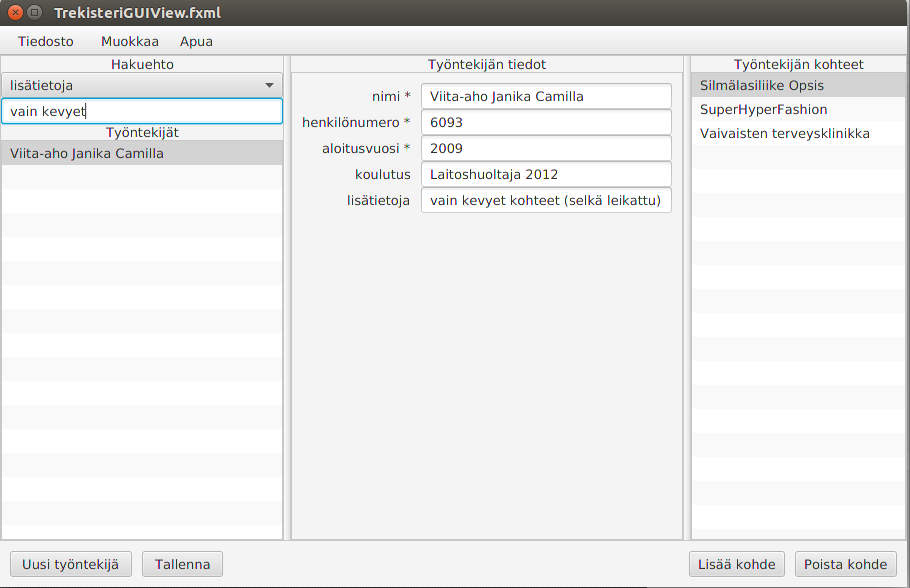 TrekisteriGUIView.fxml
Tiedosto Muokkaa Apua
Hakuehto
lisätietoja
vain kevyet
Työntekijät
Viita-aho Janika Camilla
Työntekijän tiedot
nimi * Viita-aho Janika Camilla
henkilönumero * 6093
aloitusvuosi * 2009
koulutus Laitoshuoltaja 2012
lisätietoja vain kevyet kohteet (selkä leikattu)
Työntekijän kohteet
Silmälasiliike Opsis
SuperHyperFashion
Vaivaisten terveysklinikka
Uusi työntekijä Tallenna Lisää kohde Poista kohde